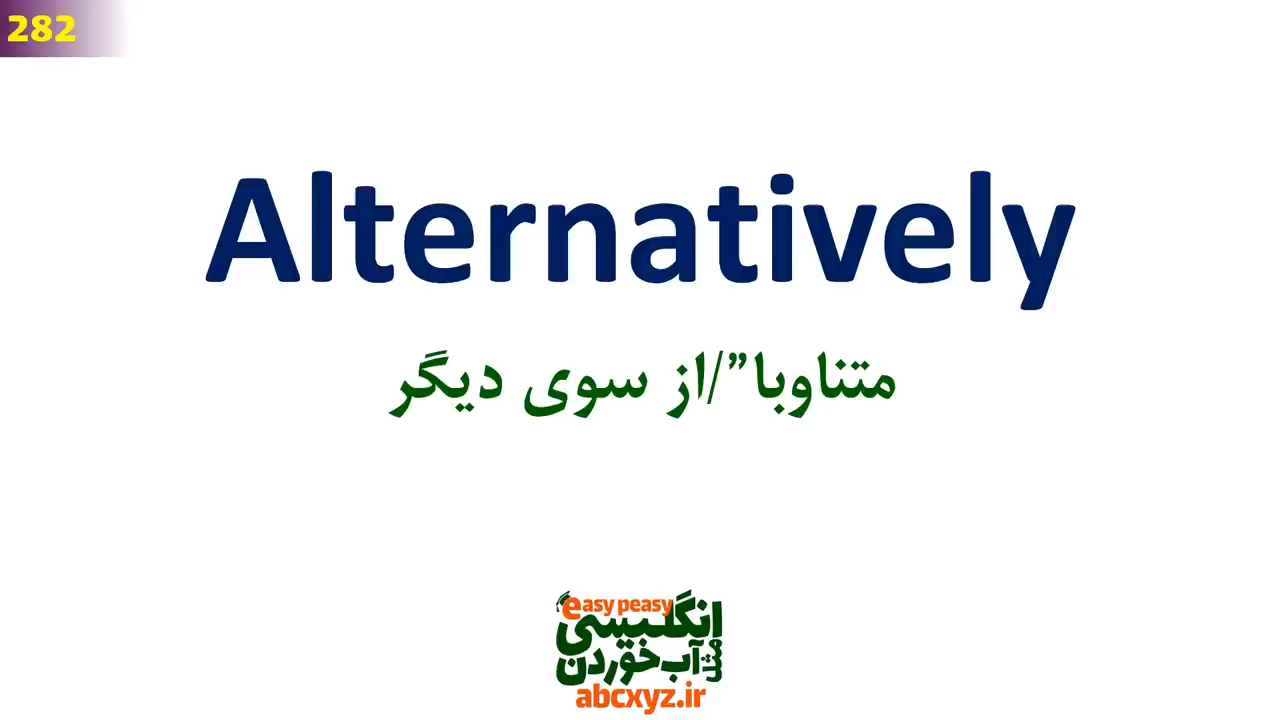 282
Alternatively
متناوبا”/از سوی دیگر
easy peasy
انگلیسی
مثل آب خوردن
abcxyz.ir